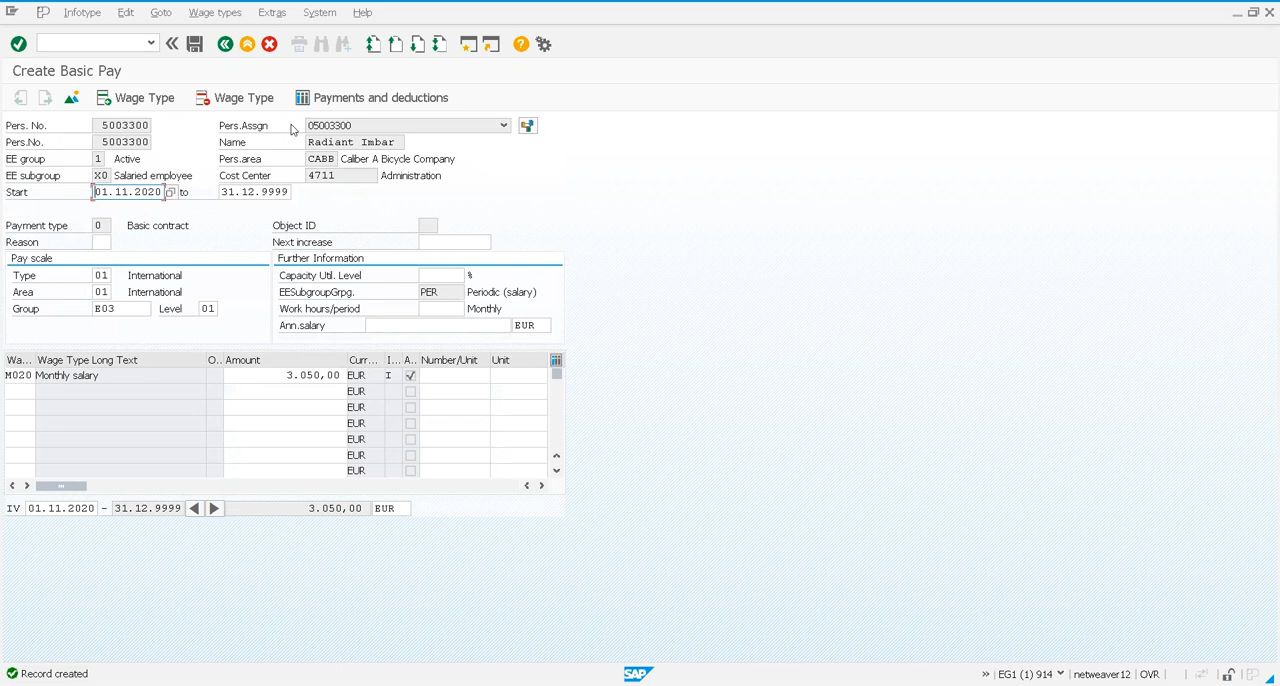 Infotype Edit Goto Wage types Extras System Help
Create Basic Pay
Wage Type Wage Type Payments and deductions
Pers. No. 5003300 Pers.Assgn 05003300
Pers.No. 5003300 Name Radiant Imbar
EE group 1 Active Pers.area CABB Caliber A Bicycle Company
EE subgroup X0 Salaried employee Cost Center 4711 Administration
Start 01.11.2020 to 31.12.9999
Payment type 0 Basic contract Object ID
Reason Next increase
Pay scale Further Information
Type 01 International Capacity Util. Level %
Area 01 International EESubgroupGrpg. PER Periodic (salary)
Group E03 Level 01 Work hours/period Monthly
Ann.salary EUR
Wa... Wage Type Long Text O.. Amount Curr... I... A.. Number/Unit Unit
M020 Monthly salary 3.050,00 EUR I
EUR
EUR
EUR
EUR
EUR
EUR
IV 01.11.2020 - 31.12.9999 3.050,00 EUR
Record created SAP EG1 (1) 914 netweaver12 OVR